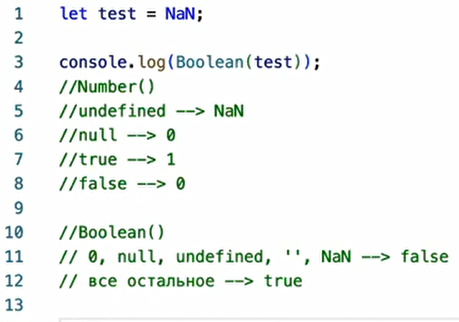 1 let test = NaN;
2
3 console.log(Boolean(test));
4 //Number()
5 //undefined --> NaN
6 //null --> 0
7 //true --> 1
8 //false --> 0
9
10 //Boolean()
11 // 0, null, undefined, '', NaN --> false
12 // все остальное --> true
13